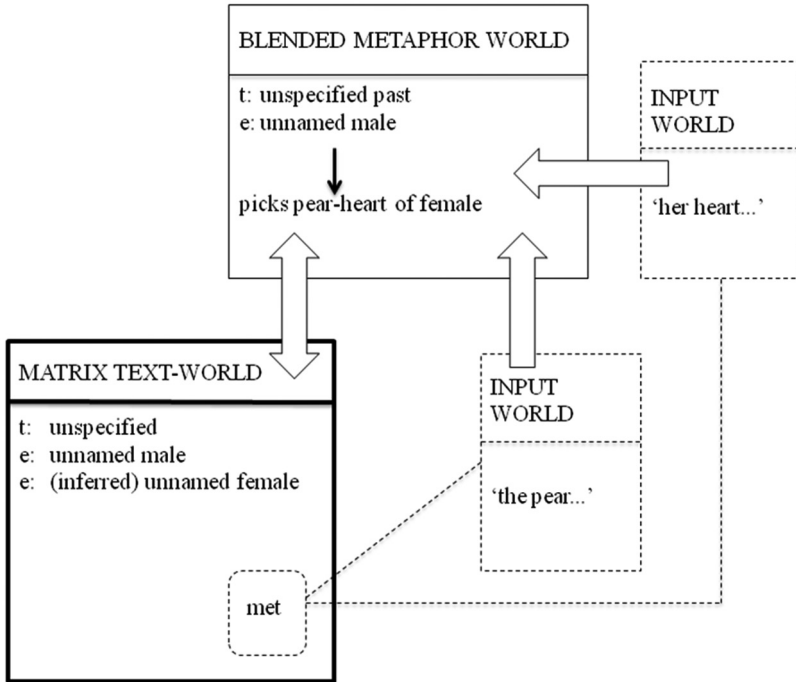 BLENDED METAPHOR WORLD
t: unspecified past
e: unnamed male
picks pear-heart of female
INPUT
WORLD
‘her heart...’
MATRIX TEXT-WORLD
t: unspecified
e: unnamed male
e: (inferred) unnamed female
met
INPUT
WORLD
‘the pear...’